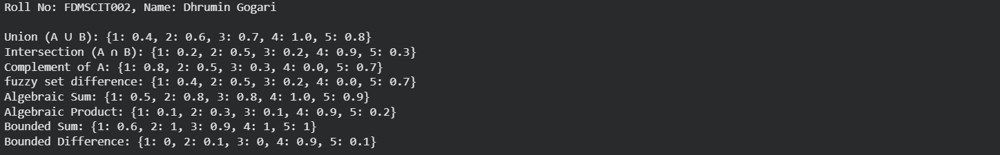 Roll No: FDMSCIT002, Name: Dhrumin Gogari
Union (A ∪ B): {1: 0.4, 2: 0.6, 3: 0.7, 4: 1.0, 5: 0.8}
Intersection (A ∩ B): {1: 0.2, 2: 0.5, 3: 0.2, 4: 0.9, 5: 0.3}
Complement of A: {1: 0.8, 2: 0.5, 3: 0.3, 4: 0.0, 5: 0.7}
fuzzy set difference: {1: 0.4, 2: 0.5, 3: 0.2, 4: 0.0, 5: 0.7}
Algebraic Sum: {1: 0.5, 2: 0.8, 3: 0.8, 4: 1.0, 5: 0.9}
Algebraic Product: {1: 0.1, 2: 0.3, 3: 0.1, 4: 0.9, 5: 0.2}
Bounded Sum: {1: 0.6, 2: 1, 3: 0.9, 4: 1, 5: 1}
Bounded Difference: {1: 0, 2: 0.1, 3: 0, 4: 0.9, 5: 0.1}